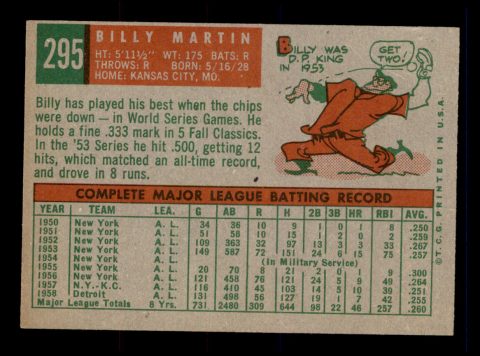 295
BILLY MARTIN
HT: 5'11½" WT: 175 BATS: R
THROWS: R BORN: 5/16/28
HOME: KANSAS CITY, MO.
BILLY WAS
D.P. KING
IN 1953
GET TWO!
Billy has played his best when the chips
were down — in World Series Games. He
holds a fine .333 mark in 5 Fall Classics.
In the '53 Series he hit .500, getting 12
hits, which matched an all-time record,
and drove in 8 runs.
COMPLETE MAJOR LEAGUE BATTING RECORD
YEAR TEAM LEA. G AB R H 2B 3B HR RBI AVG.
1950 New York A. L. 34 36 10 9 1 0 1 8 .250
1951 New York A. L. 51 58 10 15 1 2 0 2 .259
1952 New York A. L. 109 363 32 97 13 3 3 33 .267
1953 New York A. L. 149 587 72 151 24 6 15 75 .257
1954 New York A. L. (In Military Service)
1955 New York A. L. 20 70 8 21 2 0 1 9 .300
1956 New York A. L. 121 458 76 121 24 5 9 49 .264
1957 N.Y.-K.C. A. L. 116 410 45 103 14 5 10 39 .251
1958 Detroit A. L. 131 498 56 127 19 1 7 42 .255
Major League Totals 8 Yrs. 731 2480 309 644 98 22 46 257 .260
© T. C. G. PRINTED IN U.S.A.